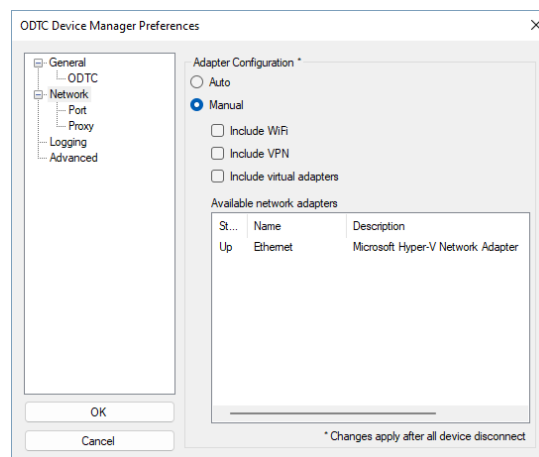 ODTC Device Manager Preferences
General
ODTC
Network
Port
Proxy
Logging
Advanced
OK
Cancel
Adapter Configuration *
Auto
Manual
Include WiFi
Include VPN
Include virtual adapters
Available network adapters
St... Name Description
Up Ethernet Microsoft Hyper-V Network Adapter
* Changes apply after all device disconnect